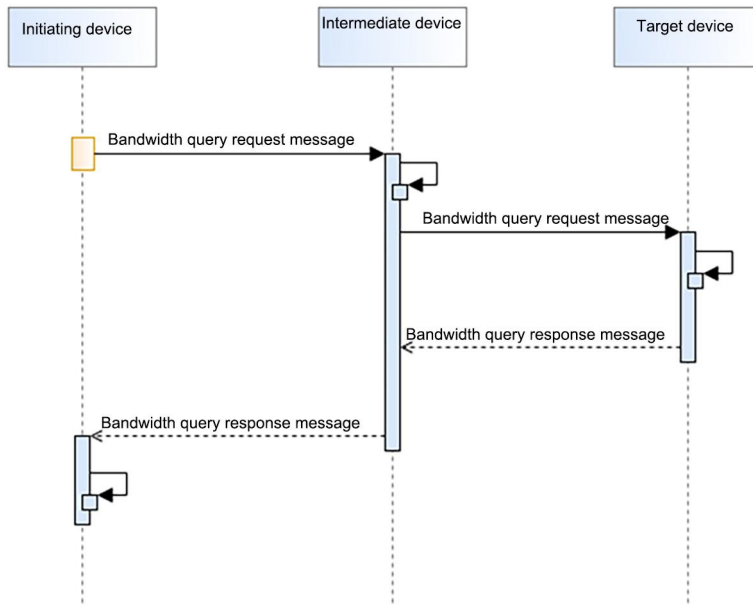 Initiating device
Intermediate device
Target device
Bandwidth query request message
Bandwidth query request message
Bandwidth query response message
Bandwidth query response message